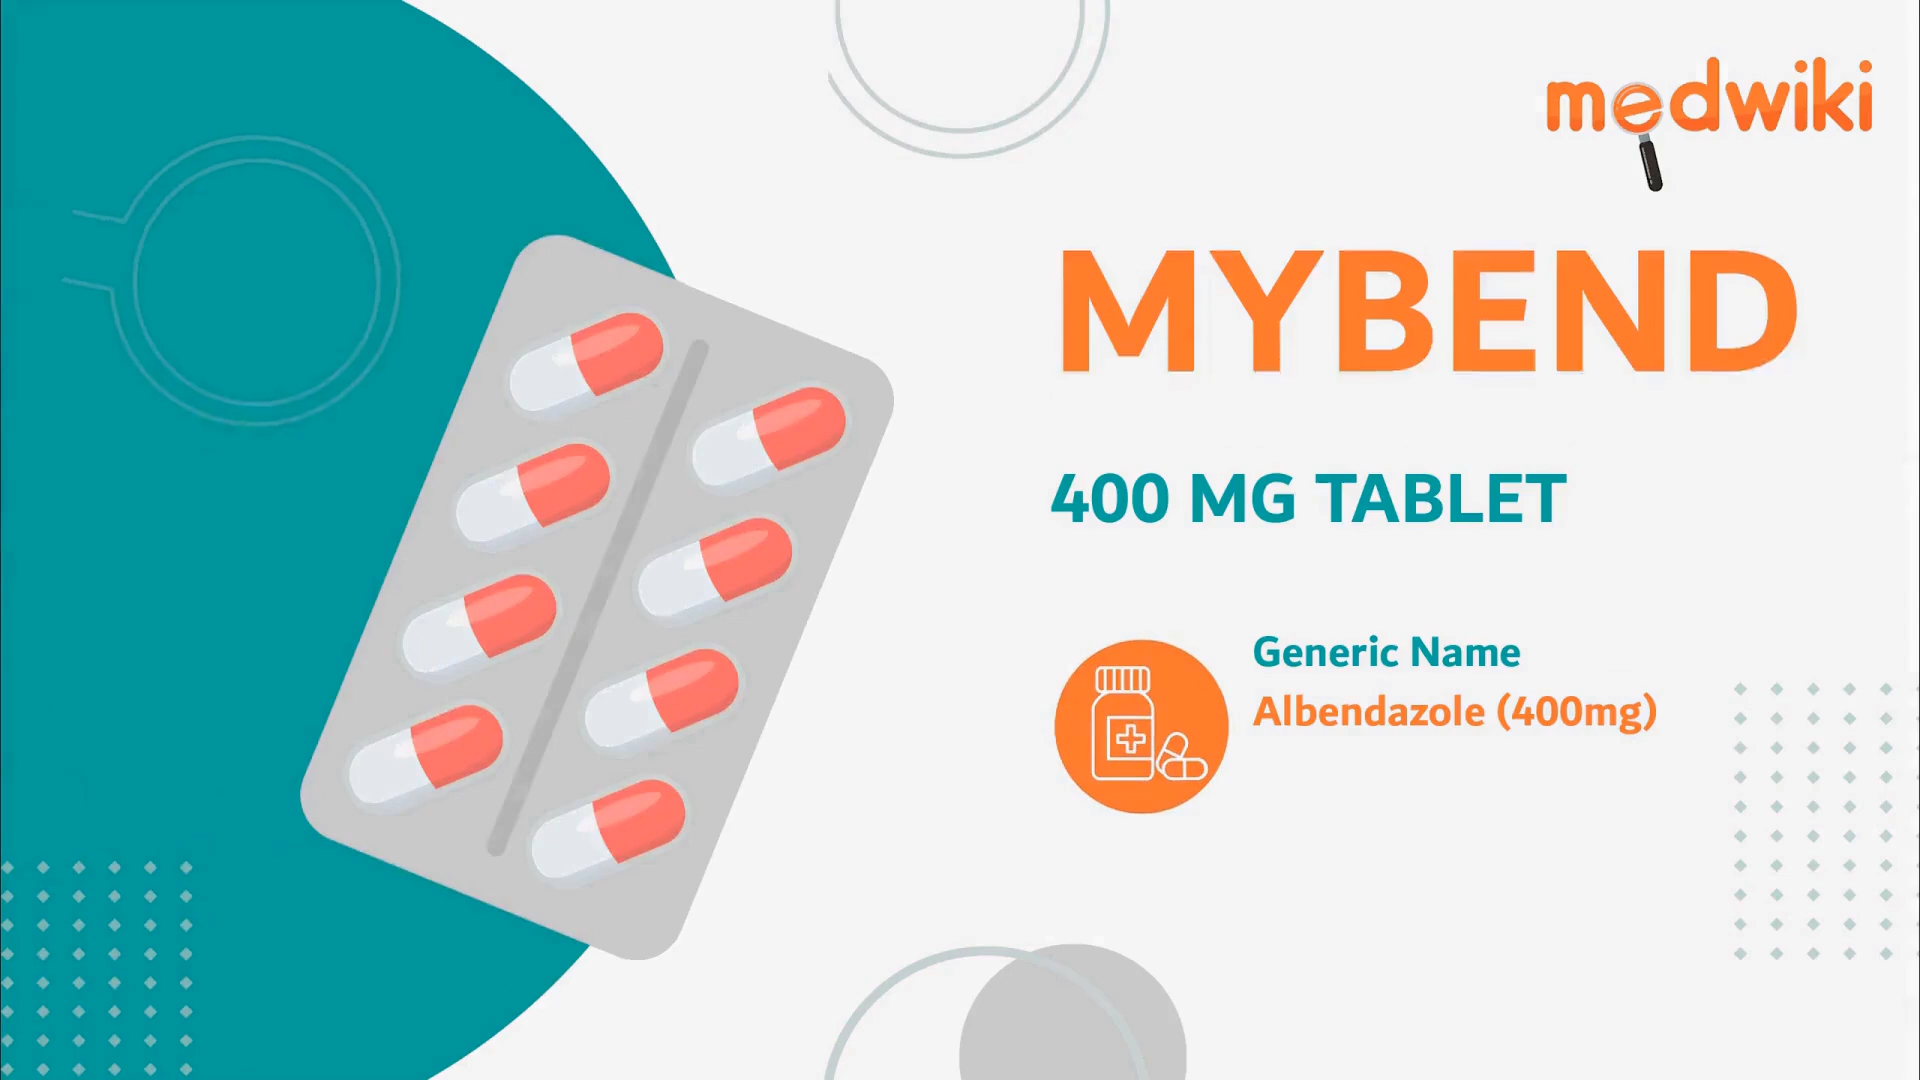 medwiki
MYBEND
400 MG TABLET
Generic Name
Albendazole (400mg)